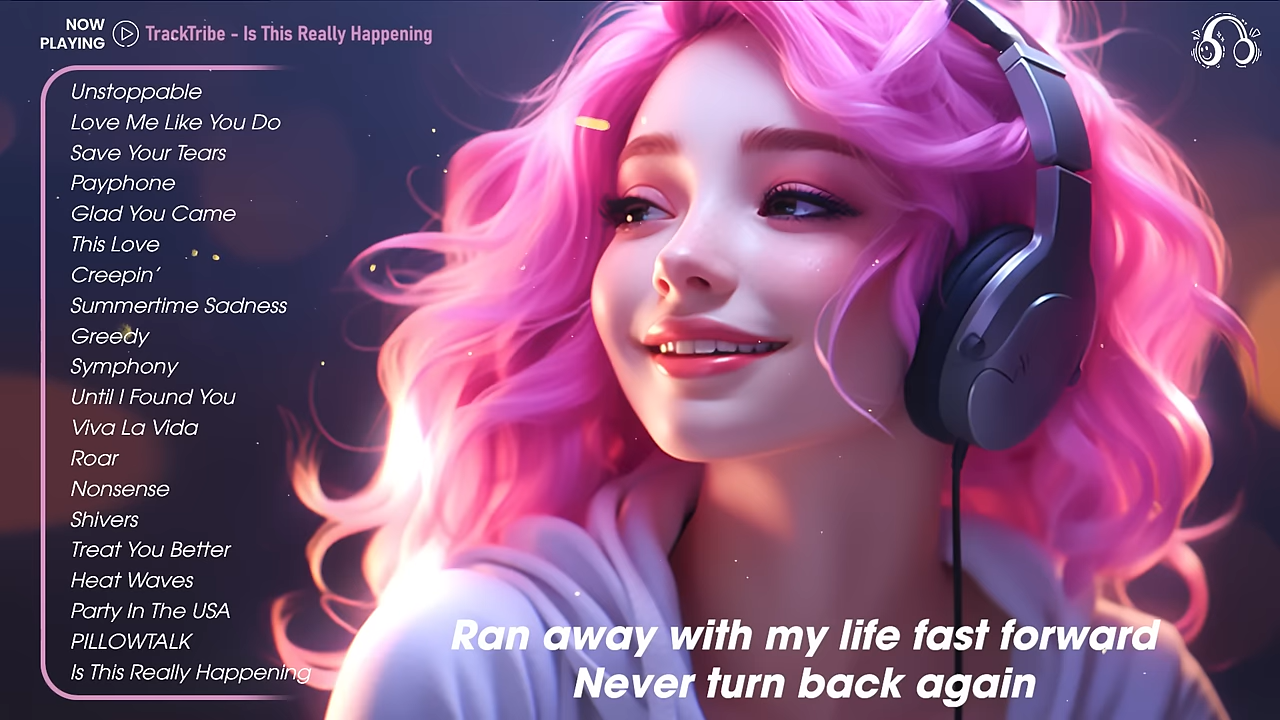 NOW
PLAYING
TrackTribe - Is This Really Happening
Unstoppable
Love Me Like You Do
Save Your Tears
Payphone
Glad You Came
This Love
Creepin’
Summertime Sadness
Greedy
Symphony
Until I Found You
Viva La Vida
Roar
Nonsense
Shivers
Treat You Better
Heat Waves
Party In The USA
PILLOWTALK
Is This Really Happening
Ran away with my life fast forward
Never turn back again